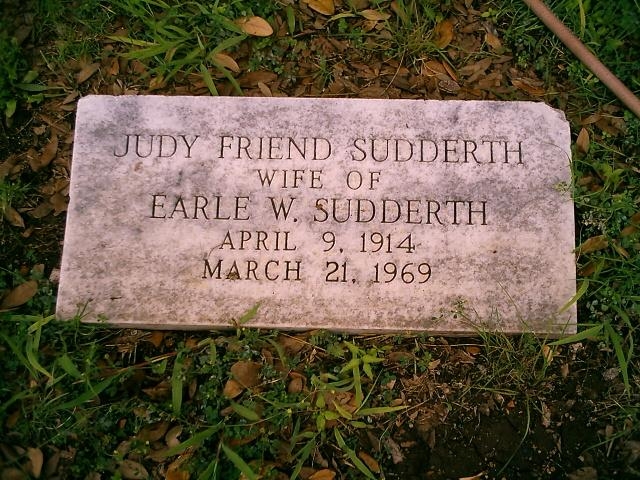 JUDY FRIEND SUDDERTH
WIFE OF
EARLE W. SUDDERTH
APRIL 9, 1914
MARCH 21, 1969